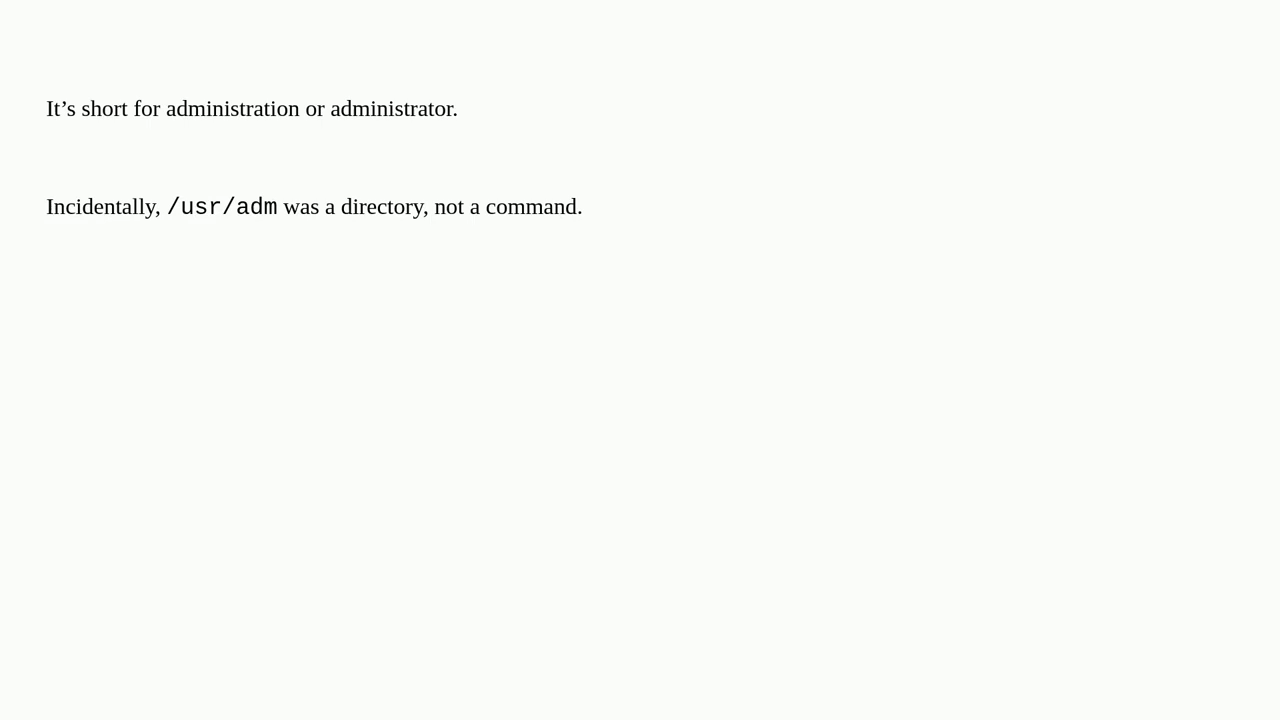 It’s short for administration or administrator.
Incidentally, /usr/adm was a directory, not a command.